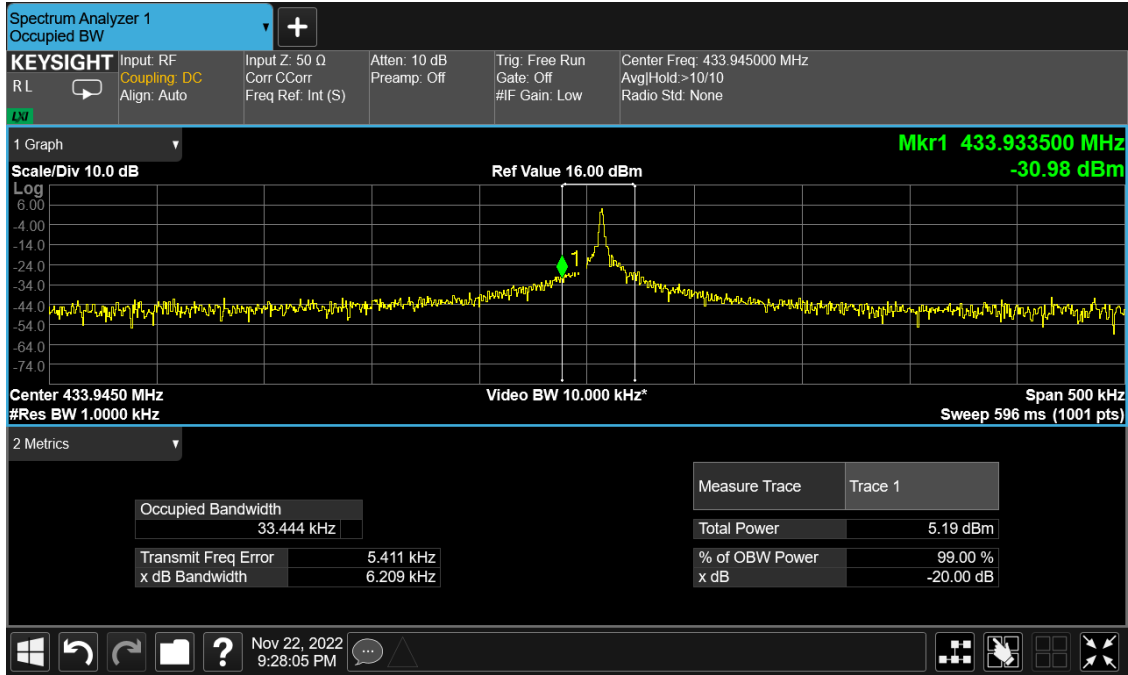 Spectrum Analyzer 1
Occupied BW
KEYSIGHT
RL
LXI
Input: RF
Coupling: DC
Align: Auto
Input Z: 50 Ω
Corr CCorr
Freq Ref: Int (S)
Atten: 10 dB
Preamp: Off
Trig: Free Run
Gate: Off
#IF Gain: Low
Center Freq: 433.945000 MHz
Avg|Hold:>10/10
Radio Std: None
1 Graph
Mkr1 433.933500 MHz
-30.98 dBm
Scale/Div 10.0 dB
Ref Value 16.00 dBm
Log
6.00
-4.00
-14.0
-24.0
-34.0
-44.0
-54.0
-64.0
-74.0
1
Center 433.9450 MHz
Video BW 10.000 kHz*
Span 500 kHz
#Res BW 1.0000 kHz
Sweep 596 ms (1001 pts)
2 Metrics
Measure Trace Trace 1
Occupied Bandwidth
33.444 kHz
Total Power 5.19 dBm
Transmit Freq Error 5.411 kHz
% of OBW Power 99.00 %
x dB Bandwidth 6.209 kHz
x dB -20.00 dB
?
Nov 22, 2022
9:28:05 PM